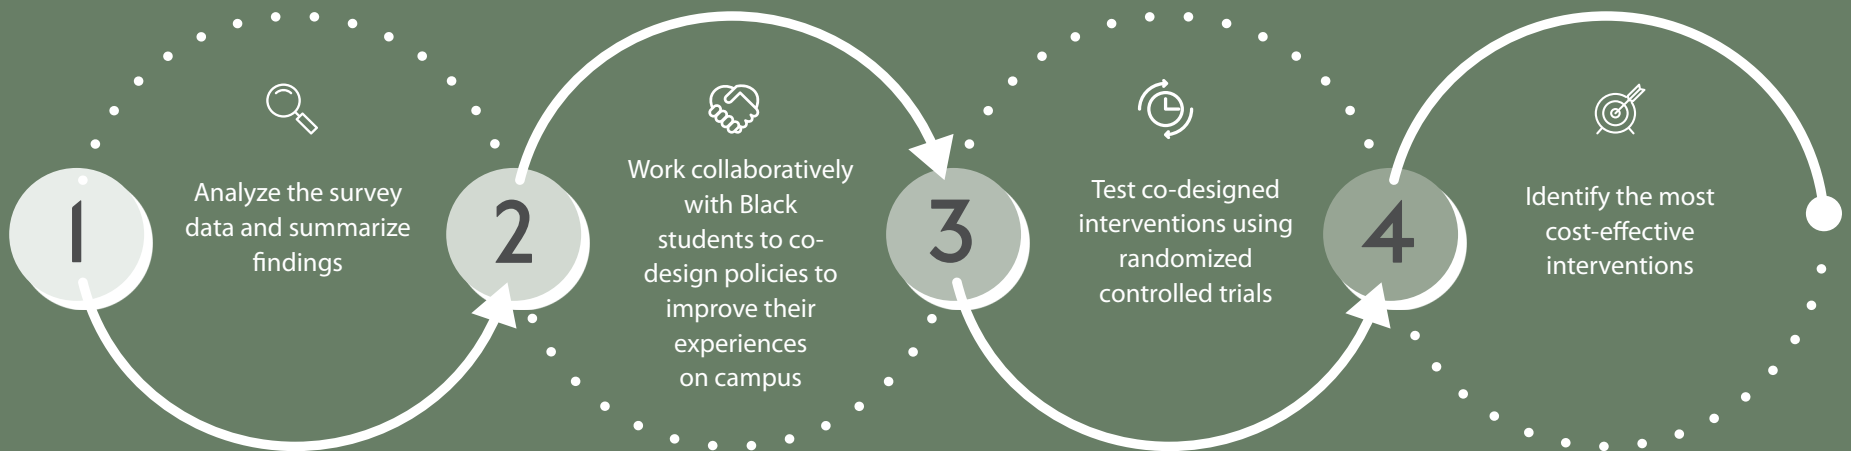 1
Analyze the survey
data and summarize
findings
2
Work collaboratively
with Black
students to co-
design policies to
improve their
experiences
on campus
3
Test co-designed
interventions using
randomized
controlled trials
4
Identify the most
cost-effective
interventions